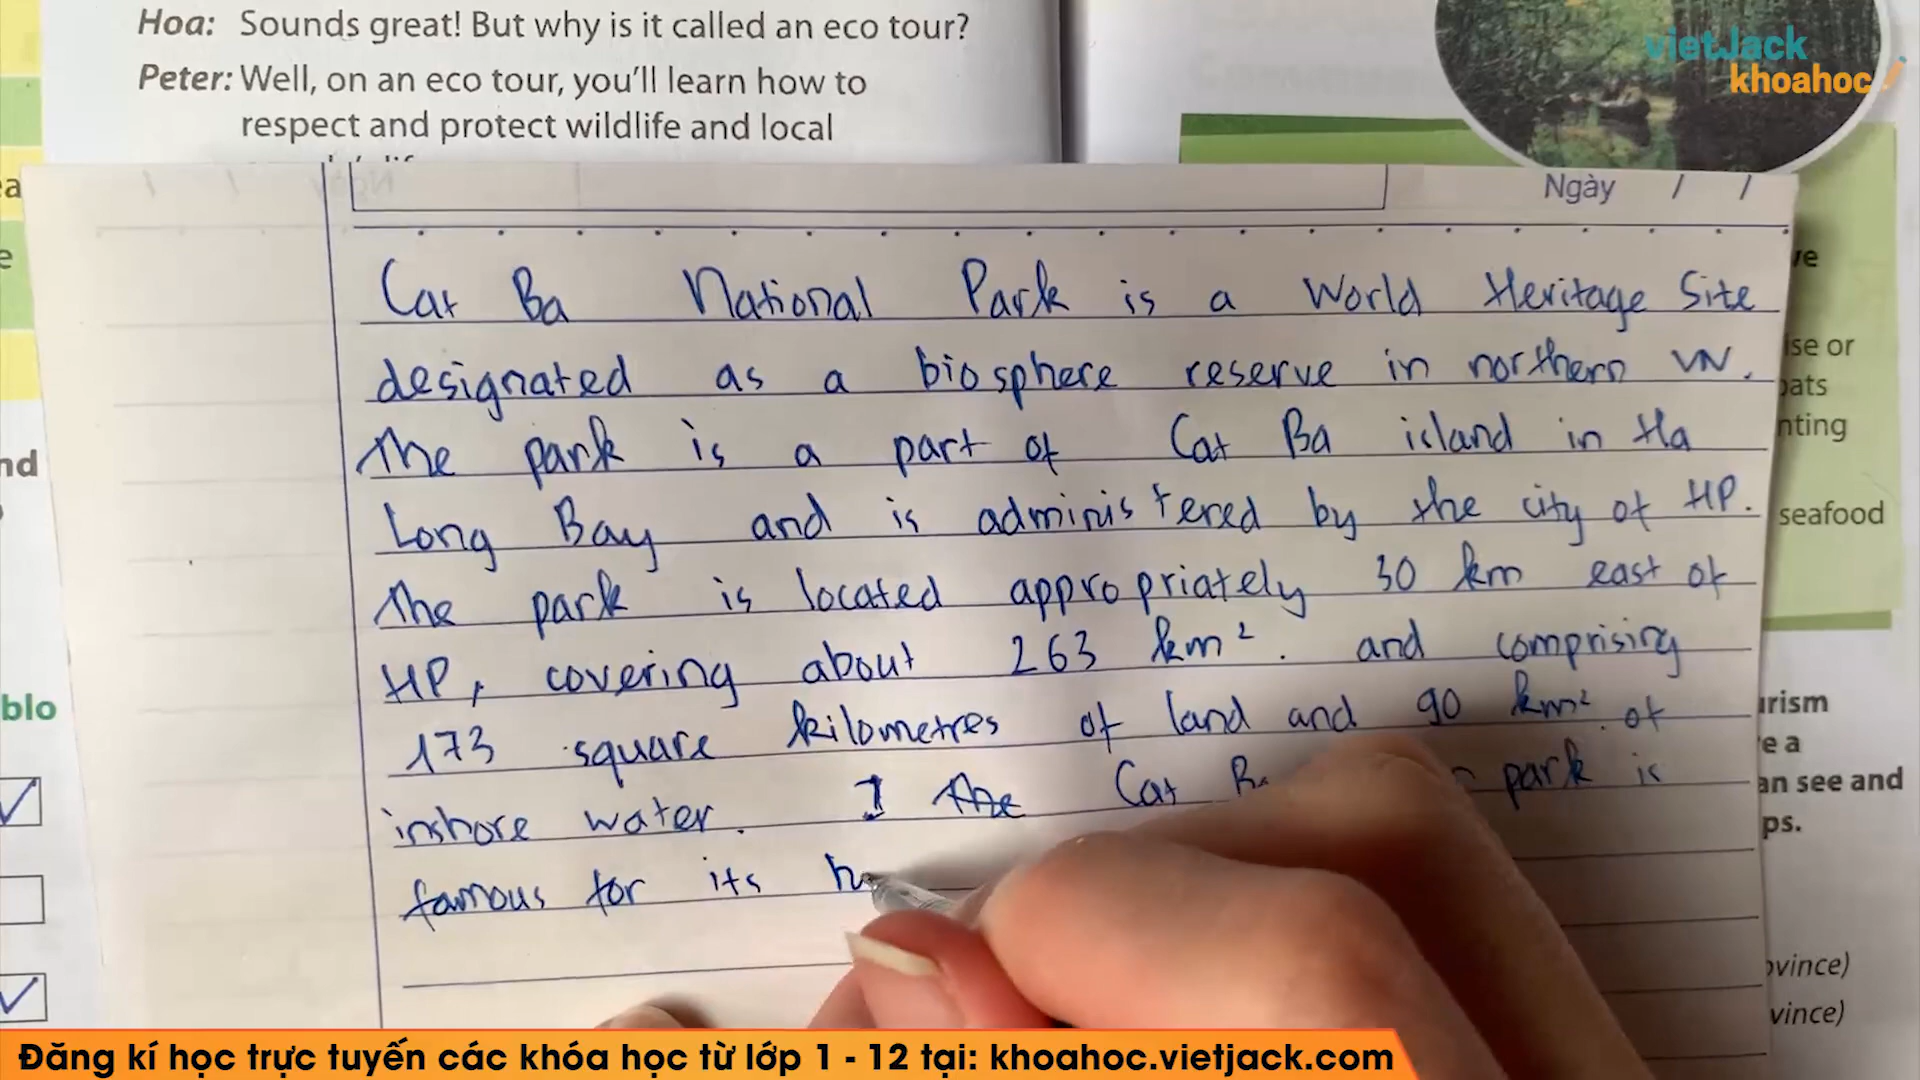 Hoa: Sounds great! But why is it called an eco tour?
Peter: Well, on an eco tour, you'll learn how to
respect and protect wildlife and local
vietJack
khoahoc
Ngày / /
Cat Ba National Park is a World Heritage Site
designated as a biosphere reserve in northern VN.
The park is a part of Cat Ba island in Ha
Long Bay and is administered by the city of HP.
The park is located appropriately 30 km east of
HP, covering about 263 km². and comprising
173 square kilometres of land and 90 km². of
inshore water. I The Cat park is
famous for its
nd
blo
ise or
nting
seafood
urism
e a
an see and
ps.
ovince)
vince)
Đăng kí học trực tuyến các khóa học từ lớp 1 - 12 tại: khoahoc.vietjack.com